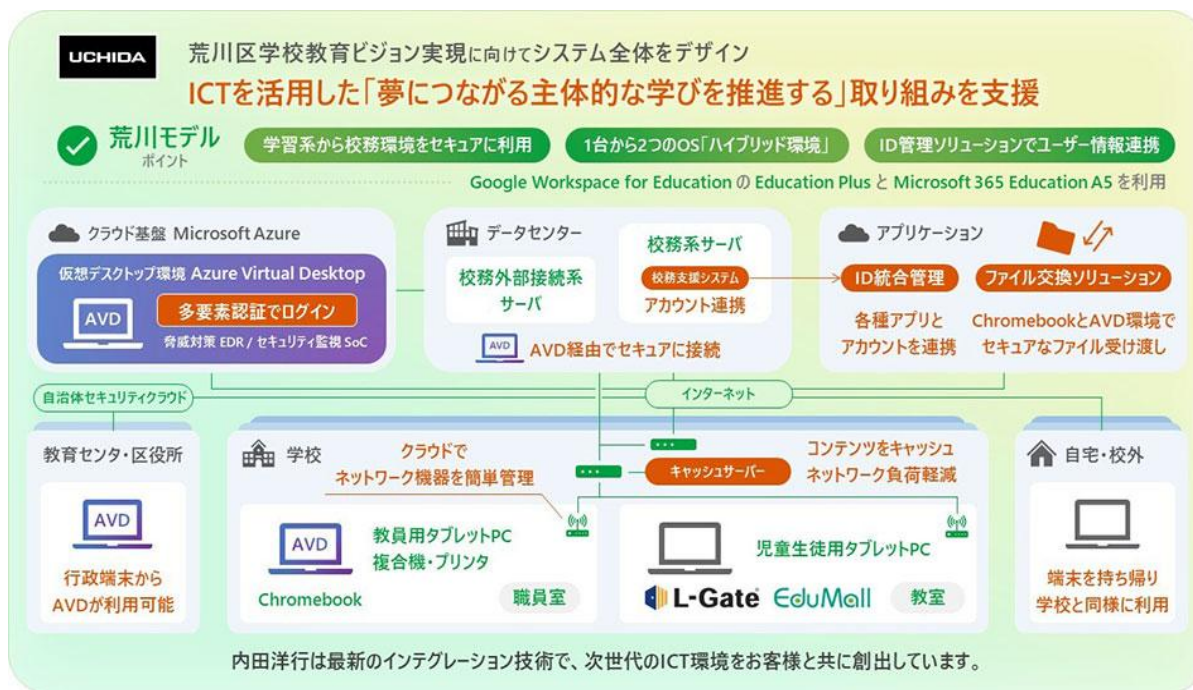 UCHIDA
荒川区学校教育ビジョン実現に向けてシステム全体をデザイン
ICTを活用した「夢につながる主体的な学びを推進する」取り組みを支援
荒川モデル
ポイント
学習系から校務環境をセキュアに利用
1台から2つのOS「ハイブリッド環境」
ID管理ソリューションでユーザー情報連携
Google Workspace for Education の Education Plus と Microsoft 365 Education A5 を利用
クラウド基盤 Microsoft Azure
仮想デスクトップ環境 Azure Virtual Desktop
AVD
多要素認証でログイン
脅威対策 EDR / セキュリティ監視 SoC
データセンター
校務外部接続系
サーバ
校務系サーバ
校務支援システム
アカウント連携
AVD
AVD経由でセキュアに接続
アプリケーション
ID統合管理
各種アプリと
アカウントを連携
ファイル交換ソリューション
ChromebookとAVD環境で
セキュアなファイル受け渡し
自治体セキュリティクラウド
インターネット
教育センタ・区役所
AVD
行政端末から
AVDが利用可能
学校
クラウドで
ネットワーク機器を簡単管理
キャッシュサーバー
コンテンツをキャッシュ
ネットワーク負荷軽減
AVD
教員用タブレットPC
複合機・プリンタ
Chromebook
職員室
児童生徒用タブレットPC
L-Gate
EduMall
教室
自宅・校外
端末を持ち帰り
学校と同様に利用
内田洋行は最新のインテグレーション技術で、次世代のICT環境をお客様と共に創出しています。